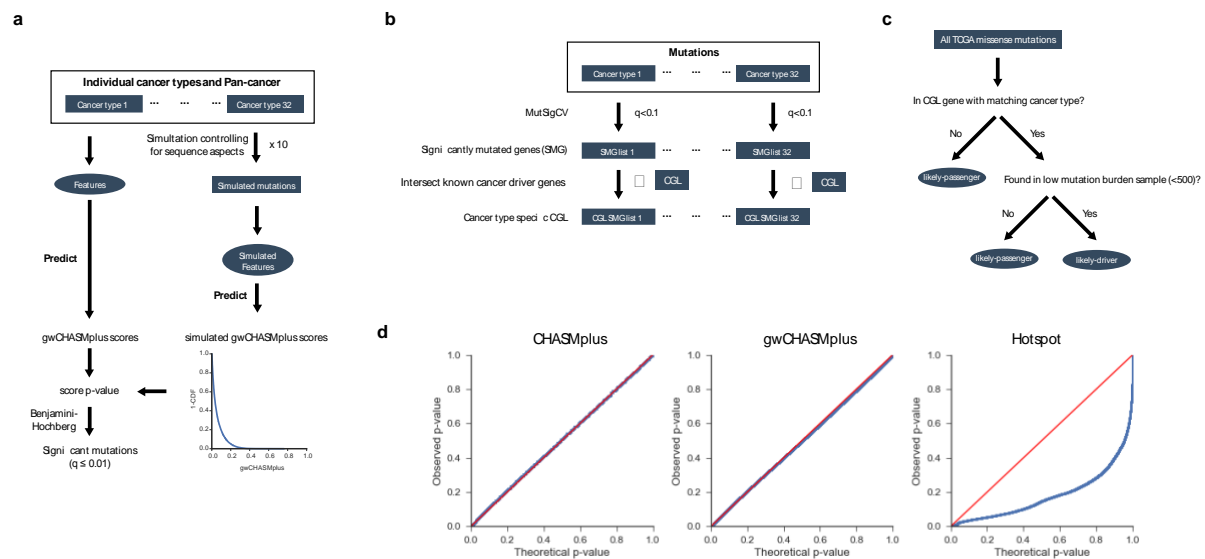 a
Individual cancer types and Pan-cancer
Cancer type 1 ... ... ... Cancer type 32
Simultation controlling
for sequence aspects
x 10
Features
Simulated mutations
Simulated
Features
Predict
Predict
gwCHASMplus scores
simulated gwCHASMplus scores
score p-value
Benjamini-
Hochberg
Signi cant mutations
(q ≤ 0.01)
1-CDF
1.0
0.8
0.6
0.4
0.2
0.0
0.0 0.2 0.4 0.6 0.8 1.0
gwCHASMplus
b
Mutations
Cancer type 1 ... ... ... Cancer type 32
MutSigCV
q<0.1
q<0.1
Signi cantly mutated genes (SMG)
SMG list 1 ... ... ... SMG list 32
Intersect known cancer driver genes
CGL
CGL
Cancer type speci c CGL
CGL SMG list 1 ... ... ... CGL SMG list 32
c
All TCGA missense mutations
In CGL gene with matching cancer type?
No
Yes
likely-passenger
Found in low mutation burden sample (<500)?
No
Yes
likely-passenger
likely-driver
d
CHASMplus
Observed p-value
1.0
0.8
0.6
0.4
0.2
0.0
0.0 0.2 0.4 0.6 0.8 1.0
Theoretical p-value
gwCHASMplus
Observed p-value
1.0
0.8
0.6
0.4
0.2
0.0
0.0 0.2 0.4 0.6 0.8 1.0
Theoretical p-value
Hotspot
Observed p-value
1.0
0.8
0.6
0.4
0.2
0.0
0.0 0.2 0.4 0.6 0.8 1.0
Theoretical p-value